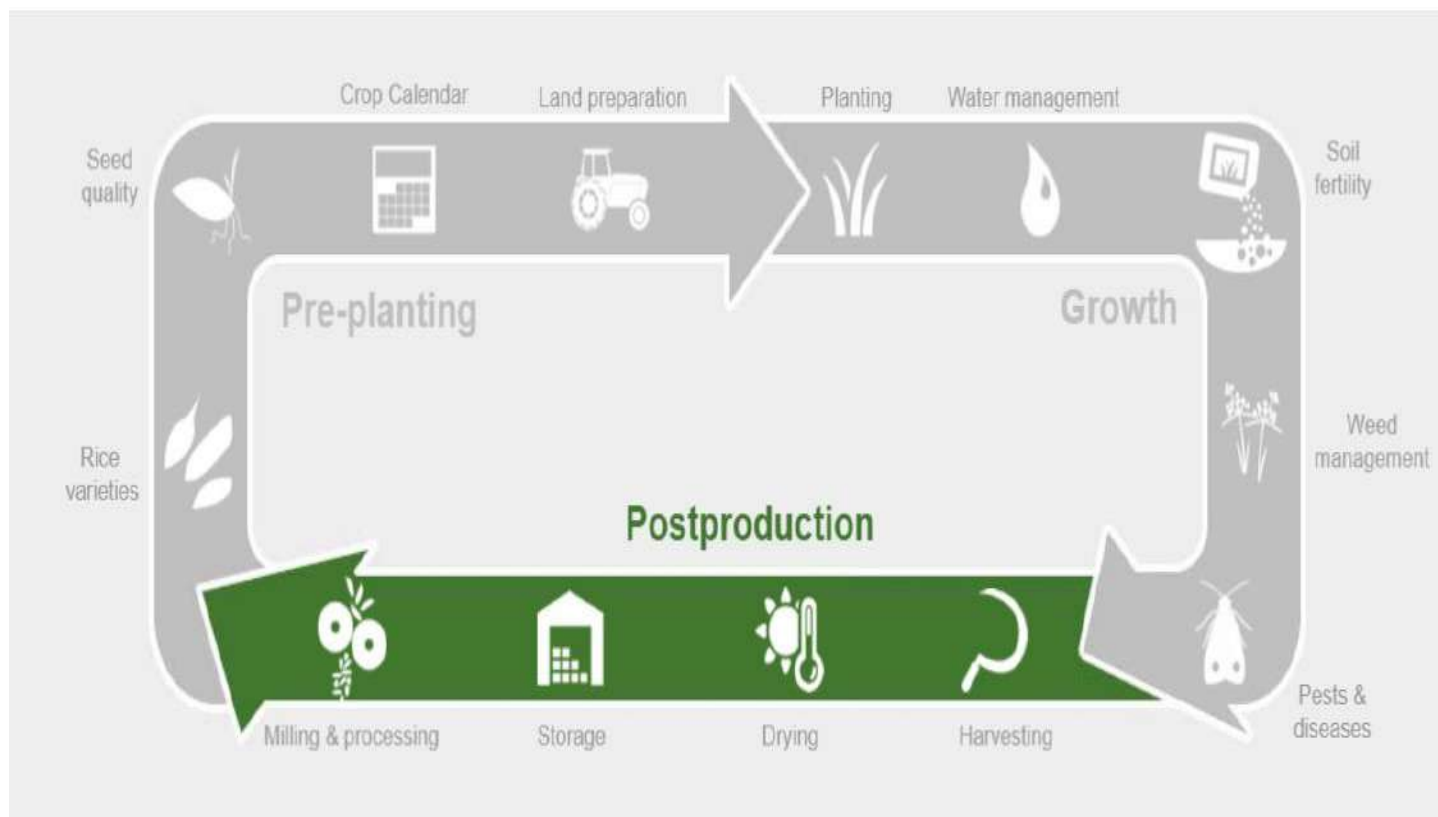 Crop Calendar
Land preparation
Planting
Water management
Seed
quality
Soil
fertility
Pre-planting
Growth
Rice
varieties
Weed
management
Postproduction
Milling & processing
Storage
Drying
Harvesting
Pests &
diseases